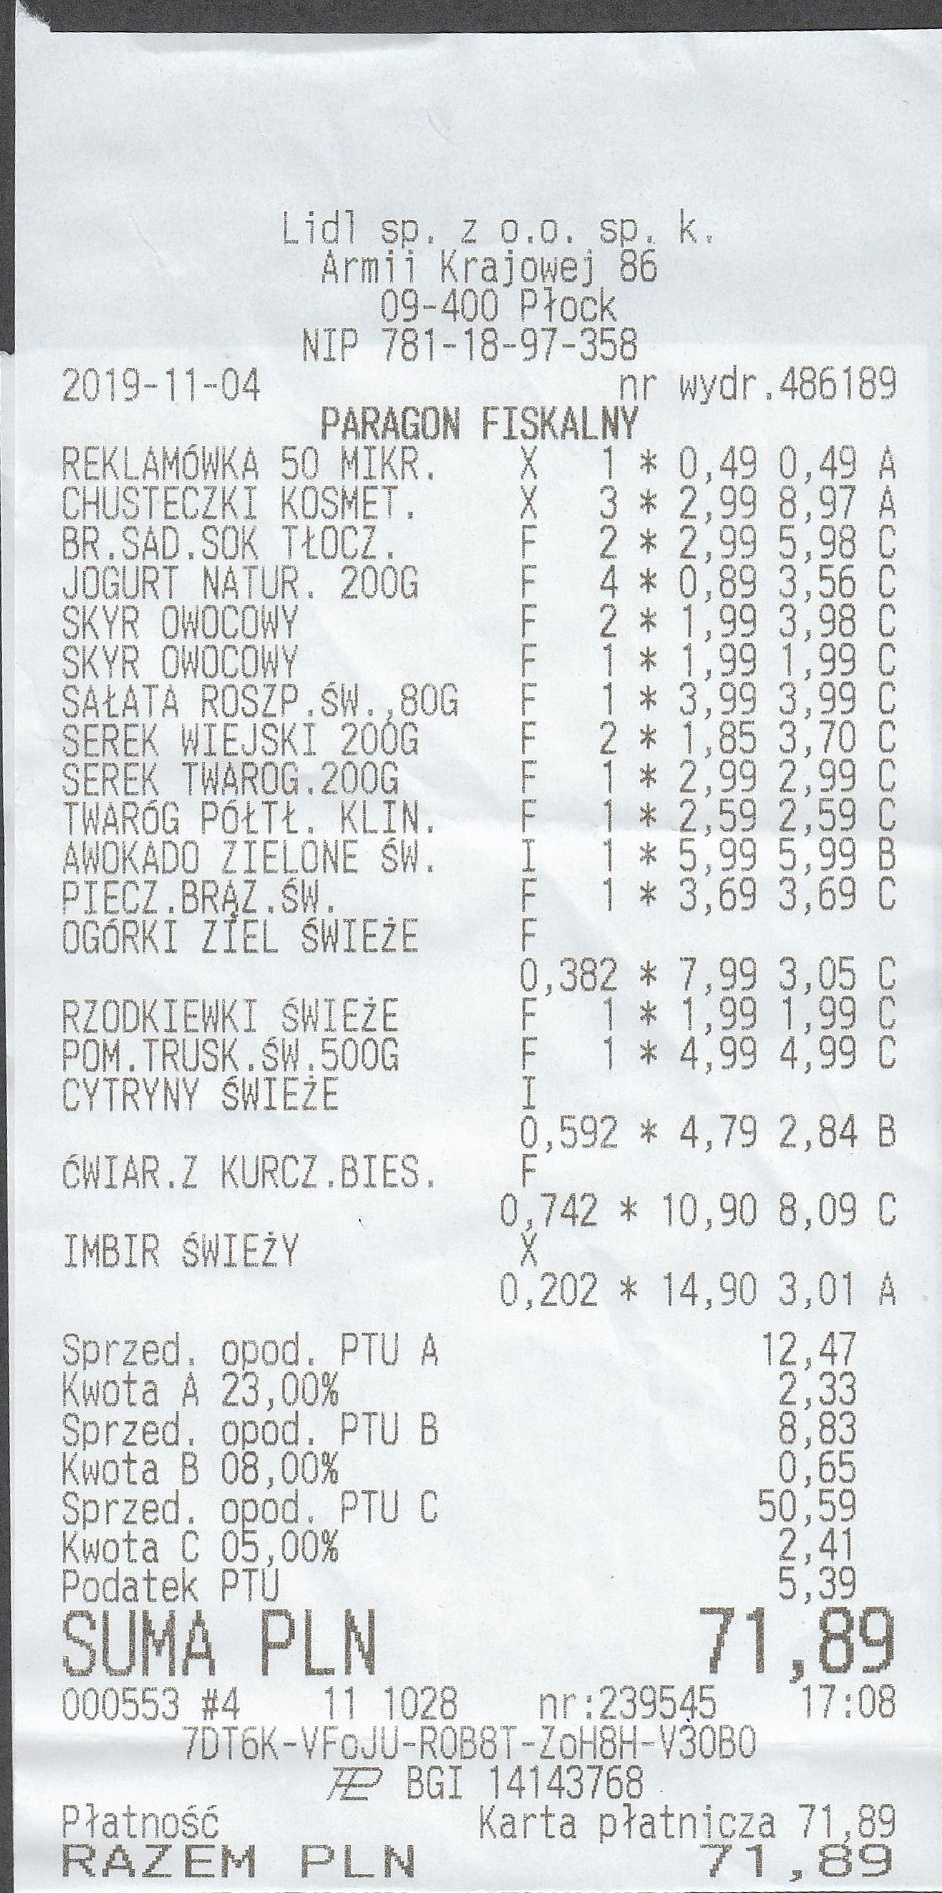 Lidl sp. z o.o. sp. k.
Armii Krajowej 86
09-400 Płock
NIP 781-18-97-358
2019-11-04 nr wydr.486189
PARAGON FISKALNY
REKLAMÓWKA 50 MIKR. X 1 * 0,49 0,49 A
CHUSTECZKI KOSMET. X 3 * 2,99 8,97 A
BR.SAD.SOK TŁOCZ. F 2 * 2,99 5,98 C
JOGURT NATUR. 200G F 4 * 0,89 3,56 C
SKYR OWOCOWY F 2 * 1,99 3,98 C
SKYR OWOCOWY F 1 * 1,99 1,99 C
SAŁATA ROSZP.ŚW.,80G F 1 * 3,99 3,99 C
SEREK WIEJSKI 200G F 2 * 1,85 3,70 C
SEREK TWAROG.200G F 1 * 2,99 2,99 C
TWARÓG PÓŁTŁ. KLIN. F 1 * 2,59 2,59 C
AWOKADO ZIELONE ŚW. I 1 * 5,99 5,99 B
PIECZ.BRĄZ.ŚW. F 1 * 3,69 3,69 C
OGÓRKI ZIEL ŚWIEŻE F
0,382 * 7,99 3,05 C
RZODKIEWKI ŚWIEŻE F 1 * 1,99 1,99 C
POM.TRUSK.ŚW.500G F 1 * 4,99 4,99 C
CYTRYNY ŚWIEŻE I
0,592 * 4,79 2,84 B
ĆWIAR.Z KURCZ.BIES. F
0,742 * 10,90 8,09 C
IMBIR ŚWIEŻY X
0,202 * 14,90 3,01 A
Sprzed. opod. PTU A 12,47
Kwota A 23,00% 2,33
Sprzed. opod. PTU B 8,83
Kwota B 08,00% 0,65
Sprzed. opod. PTU C 50,59
Kwota C 05,00% 2,41
Podatek PTU 5,39
SUMA PLN 71,89
000553 #4 11 1028 nr:239545 17:08
7DT6K-VFoJU-R0B8T-ZoH8H-V30B0
BGI 14143768
Płatność Karta płatnicza 71,89
RAZEM PLN 71,89